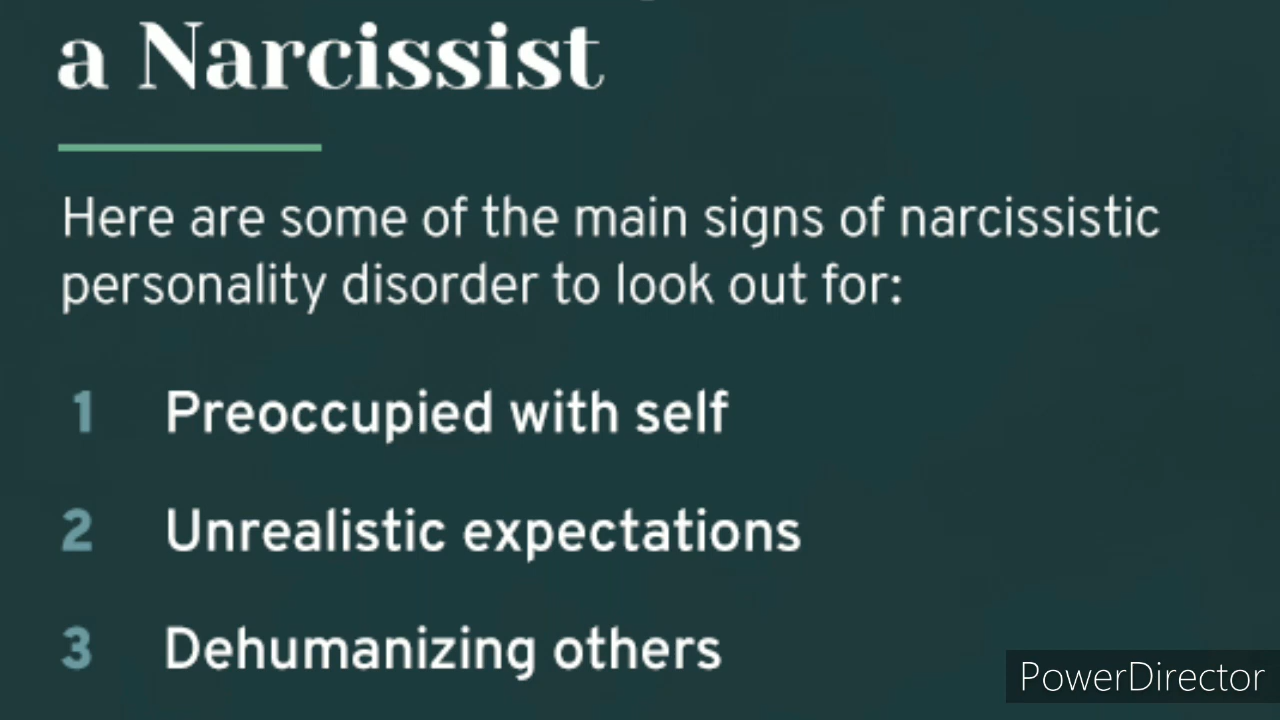 a Narcissist
Here are some of the main signs of narcissistic
personality disorder to look out for:
1 Preoccupied with self
2 Unrealistic expectations
3 Dehumanizing others
PowerDirector